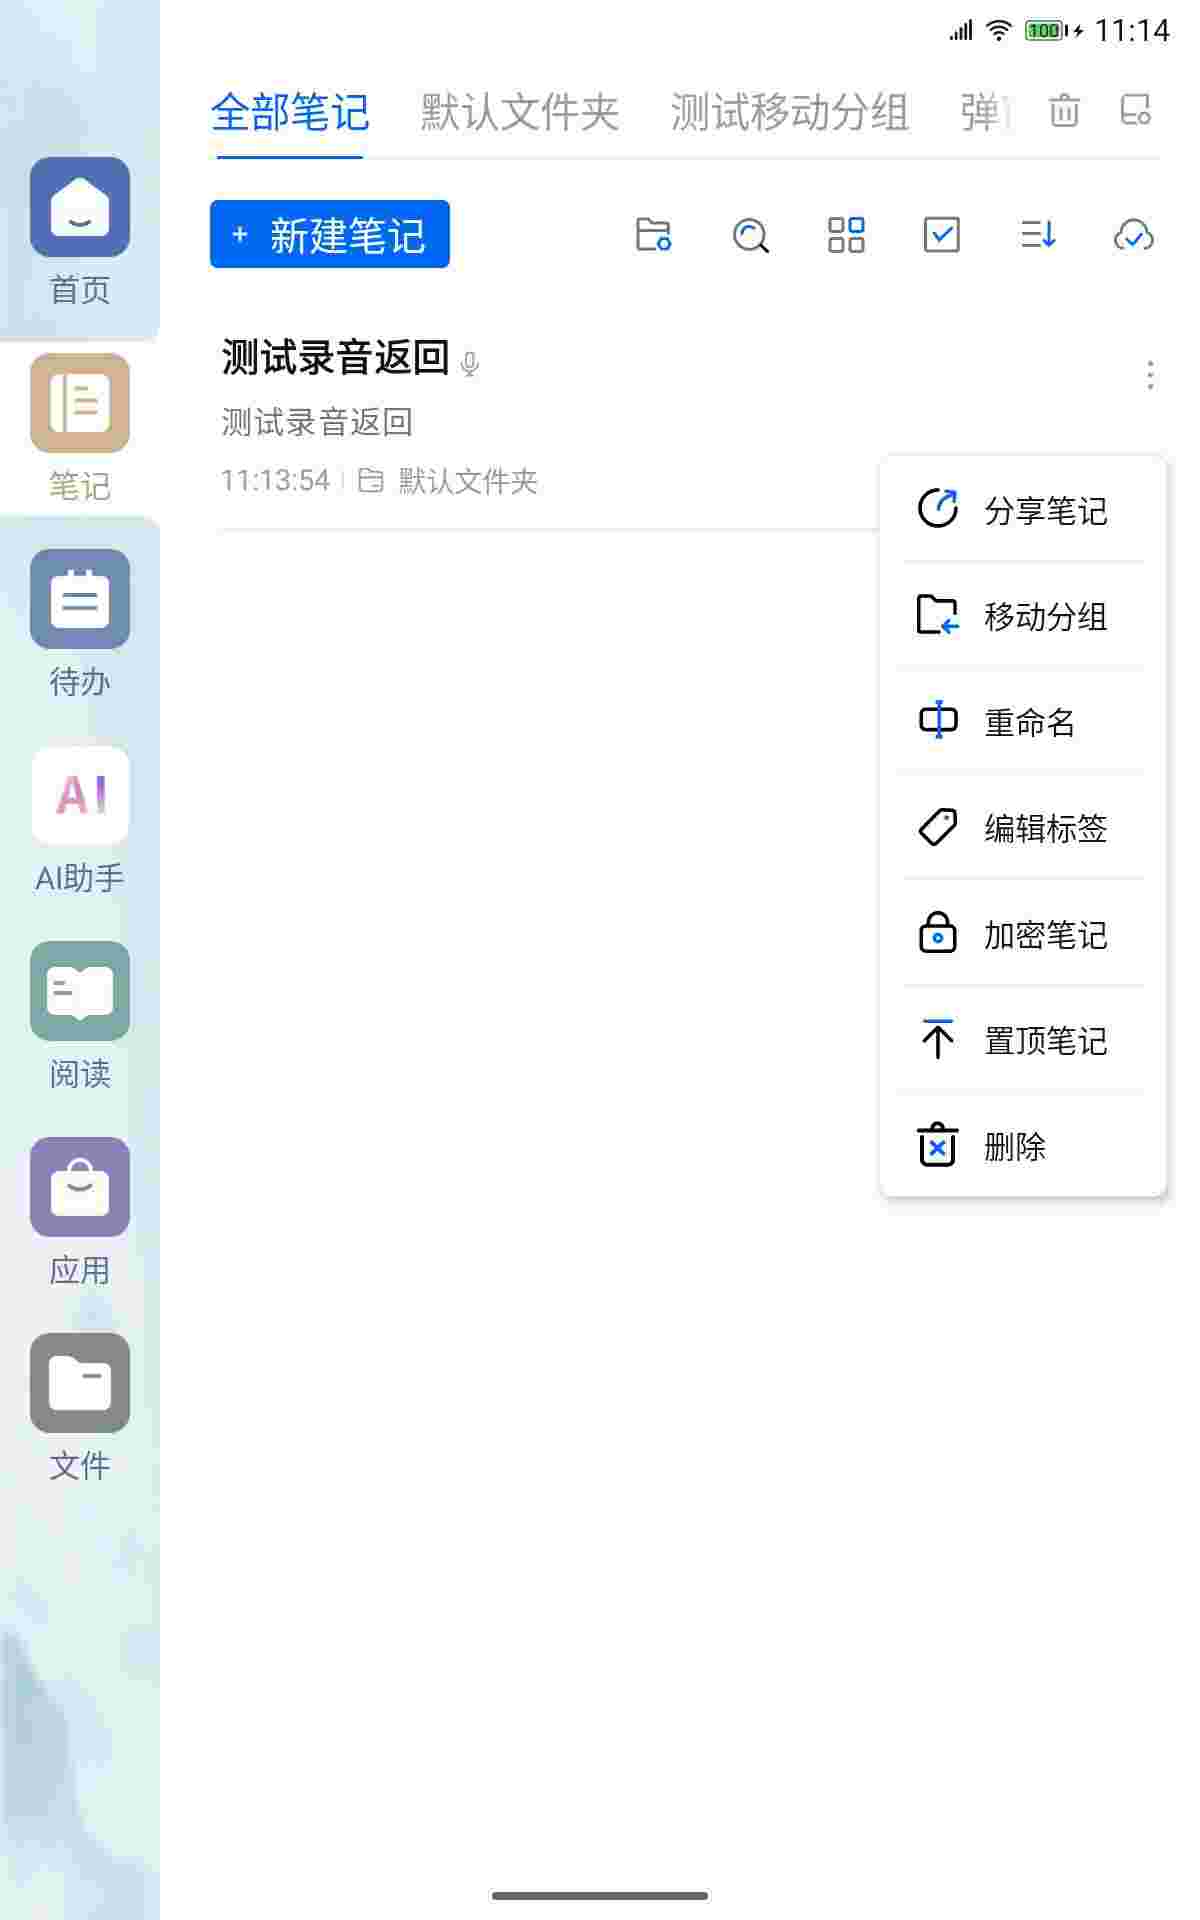 100
11:14
全部笔记
默认文件夹
测试移动分组
弹
+ 新建笔记
测试录音返回
测试录音返回
11:13:54
默认文件夹
分享笔记
移动分组
重命名
编辑标签
加密笔记
置顶笔记
删除
首页
笔记
待办
AI
AI助手
阅读
应用
文件